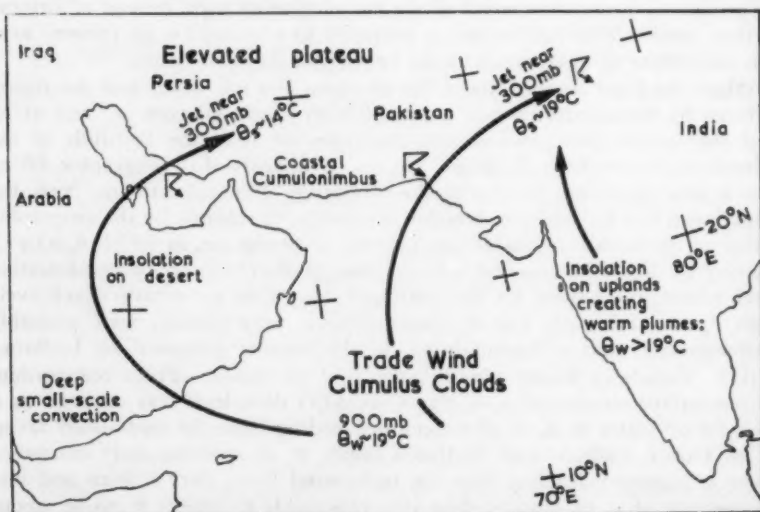 Iraq
Elevated plateau
Persia
Jet near
300mb
θs~14°C
Jet near
300mb
θs~19°C
Pakistan
India
Coastal
Cumulonimbus
Arabia
Insolation
on desert
20°N
80°E
Insolation
on uplands
creating
warm plumes:
θw>19°C
Trade Wind
Cumulus Clouds
Deep
small-scale
convection
900mb
θw~19°C
10°N
70°E